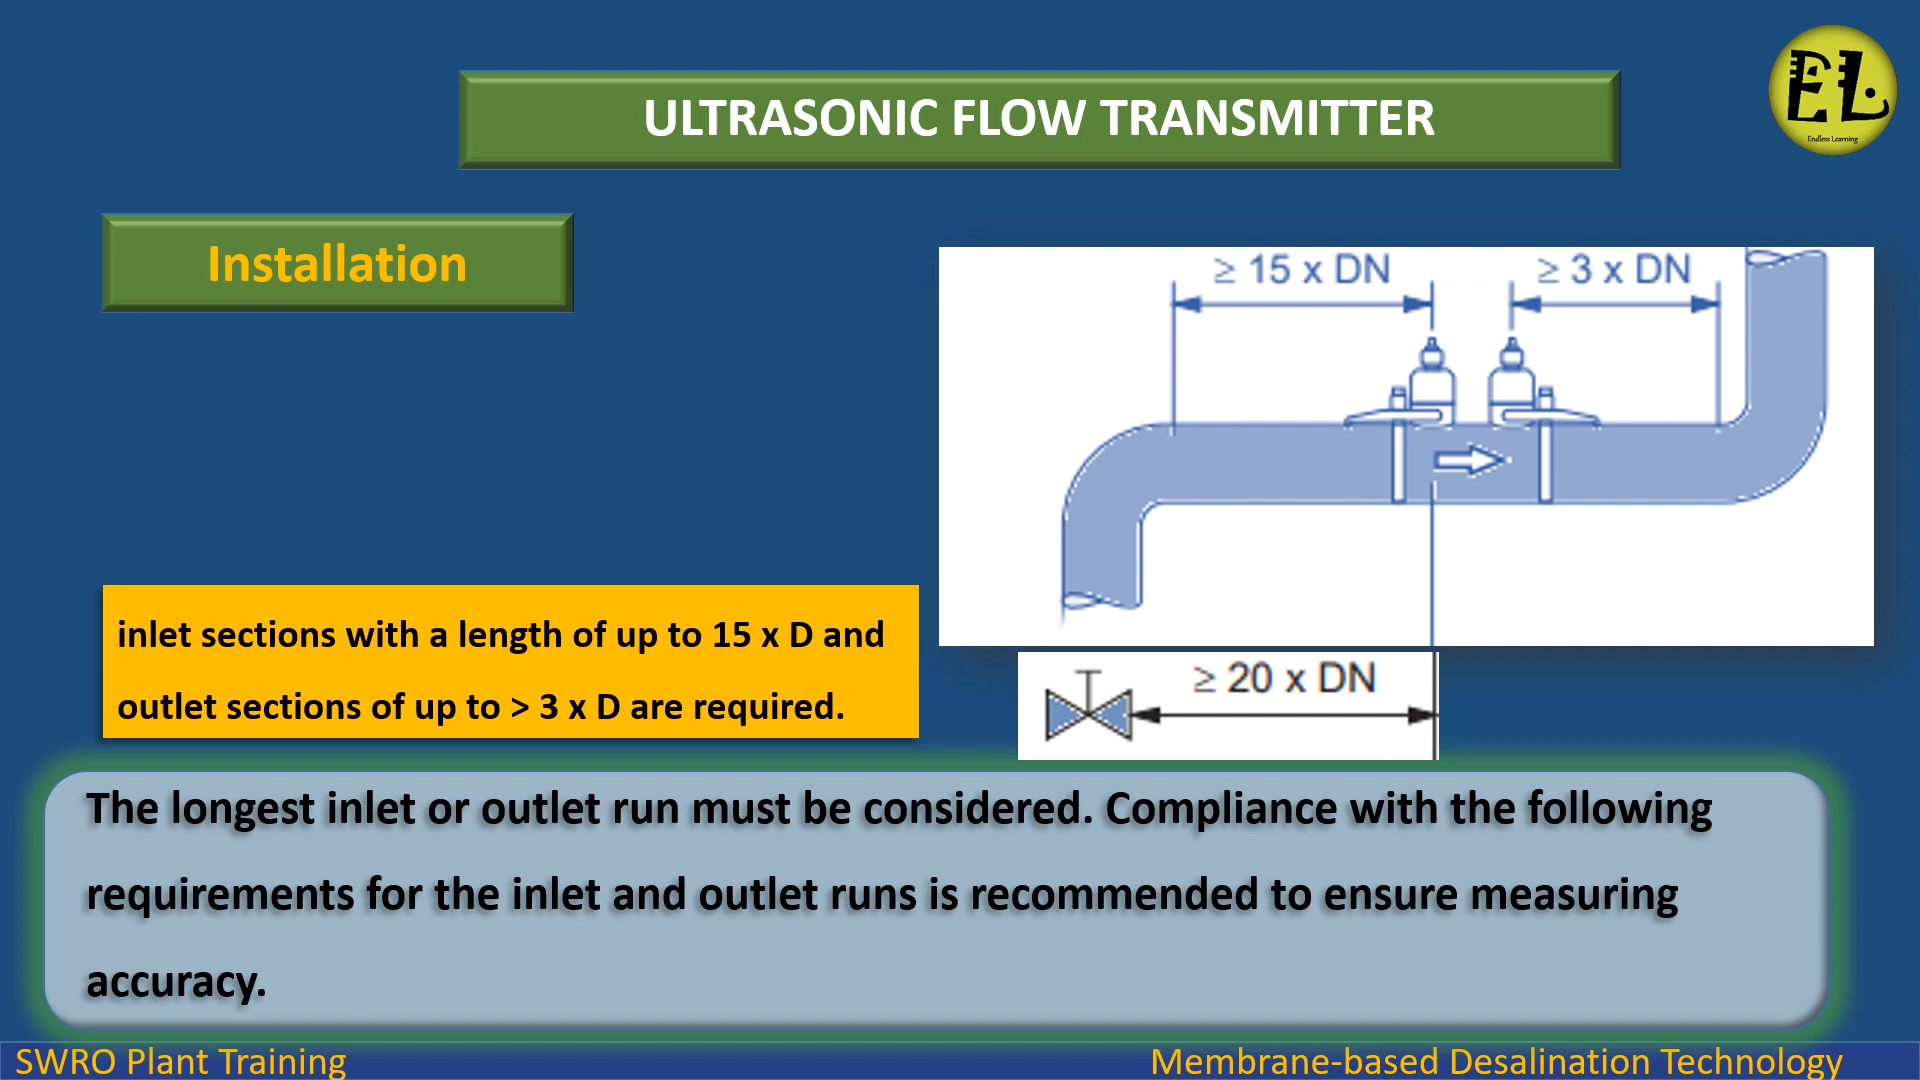 ULTRASONIC FLOW TRANSMITTER
EL
Endless Learning
Installation
≥ 15 x DN
≥ 3 x DN
inlet sections with a length of up to 15 x D and
outlet sections of up to > 3 x D are required.
≥ 20 x DN
The longest inlet or outlet run must be considered. Compliance with the following
requirements for the inlet and outlet runs is recommended to ensure measuring
accuracy.
SWRO Plant Training
Membrane-based Desalination Technology